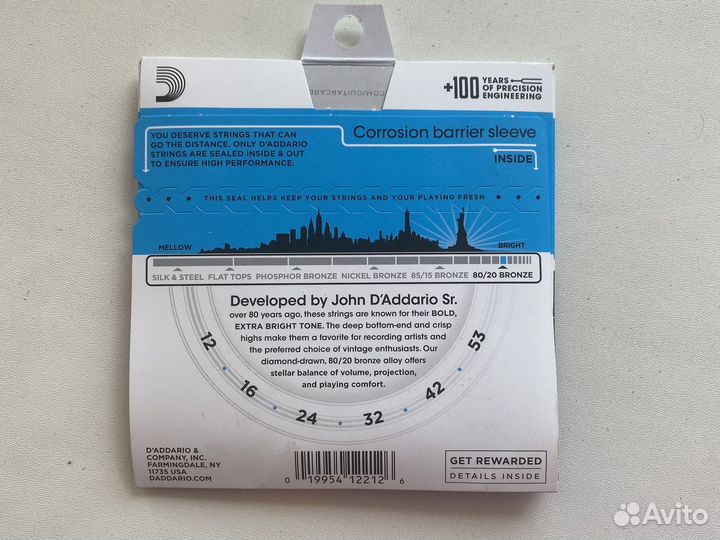 COM/GUITARCARE
D
+100 YEARS
OF PRECISION
ENGINEERING
YOU DESERVE STRINGS THAT CAN
GO THE DISTANCE. ONLY D'ADDARIO
STRINGS ARE SEALED INSIDE & OUT
TO ENSURE HIGH PERFORMANCE.
Corrosion barrier sleeve
INSIDE
THIS SEAL HELPS KEEP YOUR STRINGS AND YOUR PLAYING FRESH
MELLOW
BRIGHT
SILK & STEEL FLAT TOPS PHOSPHOR BRONZE NICKEL BRONZE 85/15 BRONZE 80/20 BRONZE
Developed by John D'Addario Sr.
over 80 years ago, these strings are known for their BOLD,
EXTRA BRIGHT TONE. The deep bottom-end and crisp
highs make them a favorite for recording artists and
the preferred choice of vintage enthusiasts. Our
diamond-drawn, 80/20 bronze alloy offers
stellar balance of volume, projection,
and playing comfort.
12 • 16 • 24 • 32 • 42 • 53
D'ADDARIO &
COMPANY, INC.
FARMINGDALE, NY
11735 USA
DADDARIO.COM
0 19954 12212 6
GET REWARDED
DETAILS INSIDE
Avito